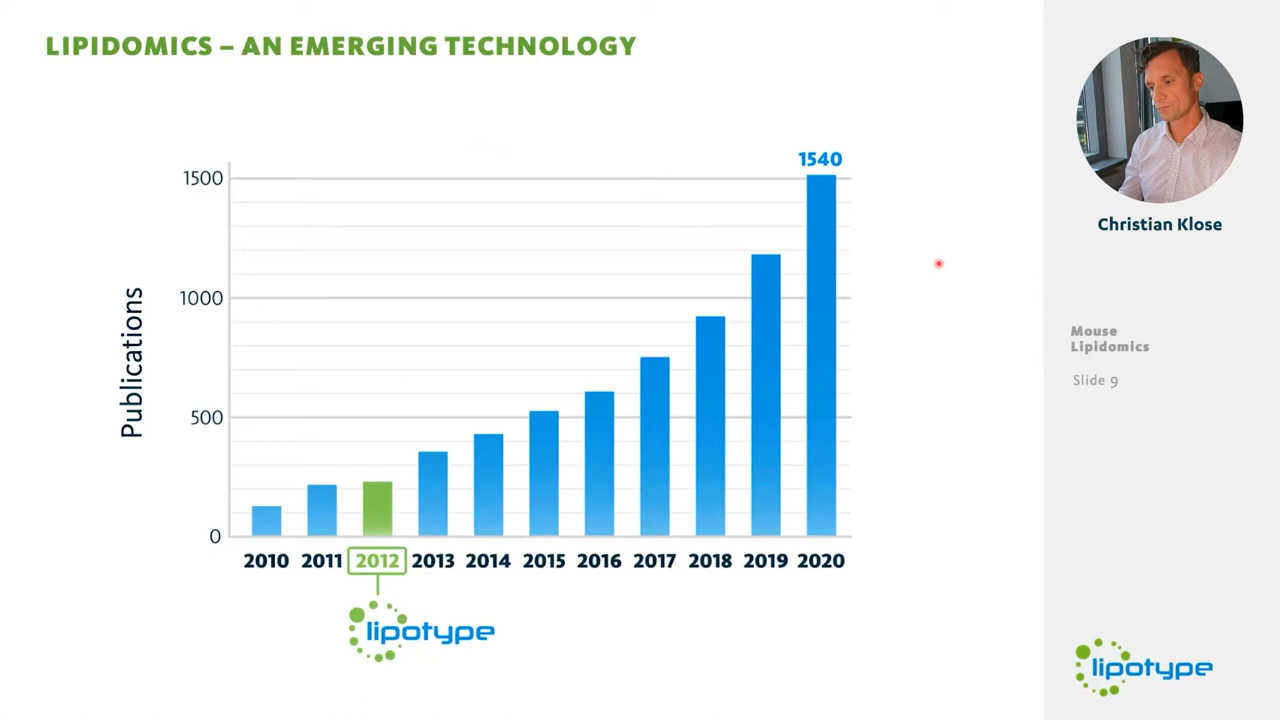 LIPIDOMICS – AN EMERGING TECHNOLOGY
1540
1500
1000
500
0
Publications
2010 2011 2012 2013 2014 2015 2016 2017 2018 2019 2020
lipotype
Christian Klose
Mouse
Lipidomics
Slide 9
lipotype